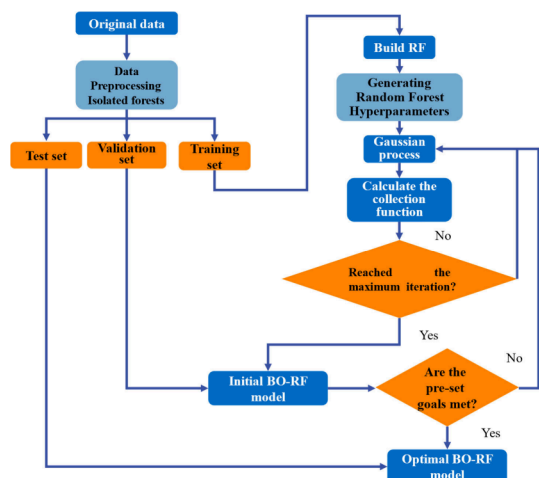 Original data
Data
Preprocessing
Isolated forests
Test set
Validation
set
Training
set
Build RF
Generating
Random Forest
Hyperparameters
Gaussian
process
Calculate the
collection
function
No
Reached the
maximum iteration?
Yes
Initial BO-RF
model
Are the
pre-set
goals met?
No
Yes
Optimal BO-RF
model